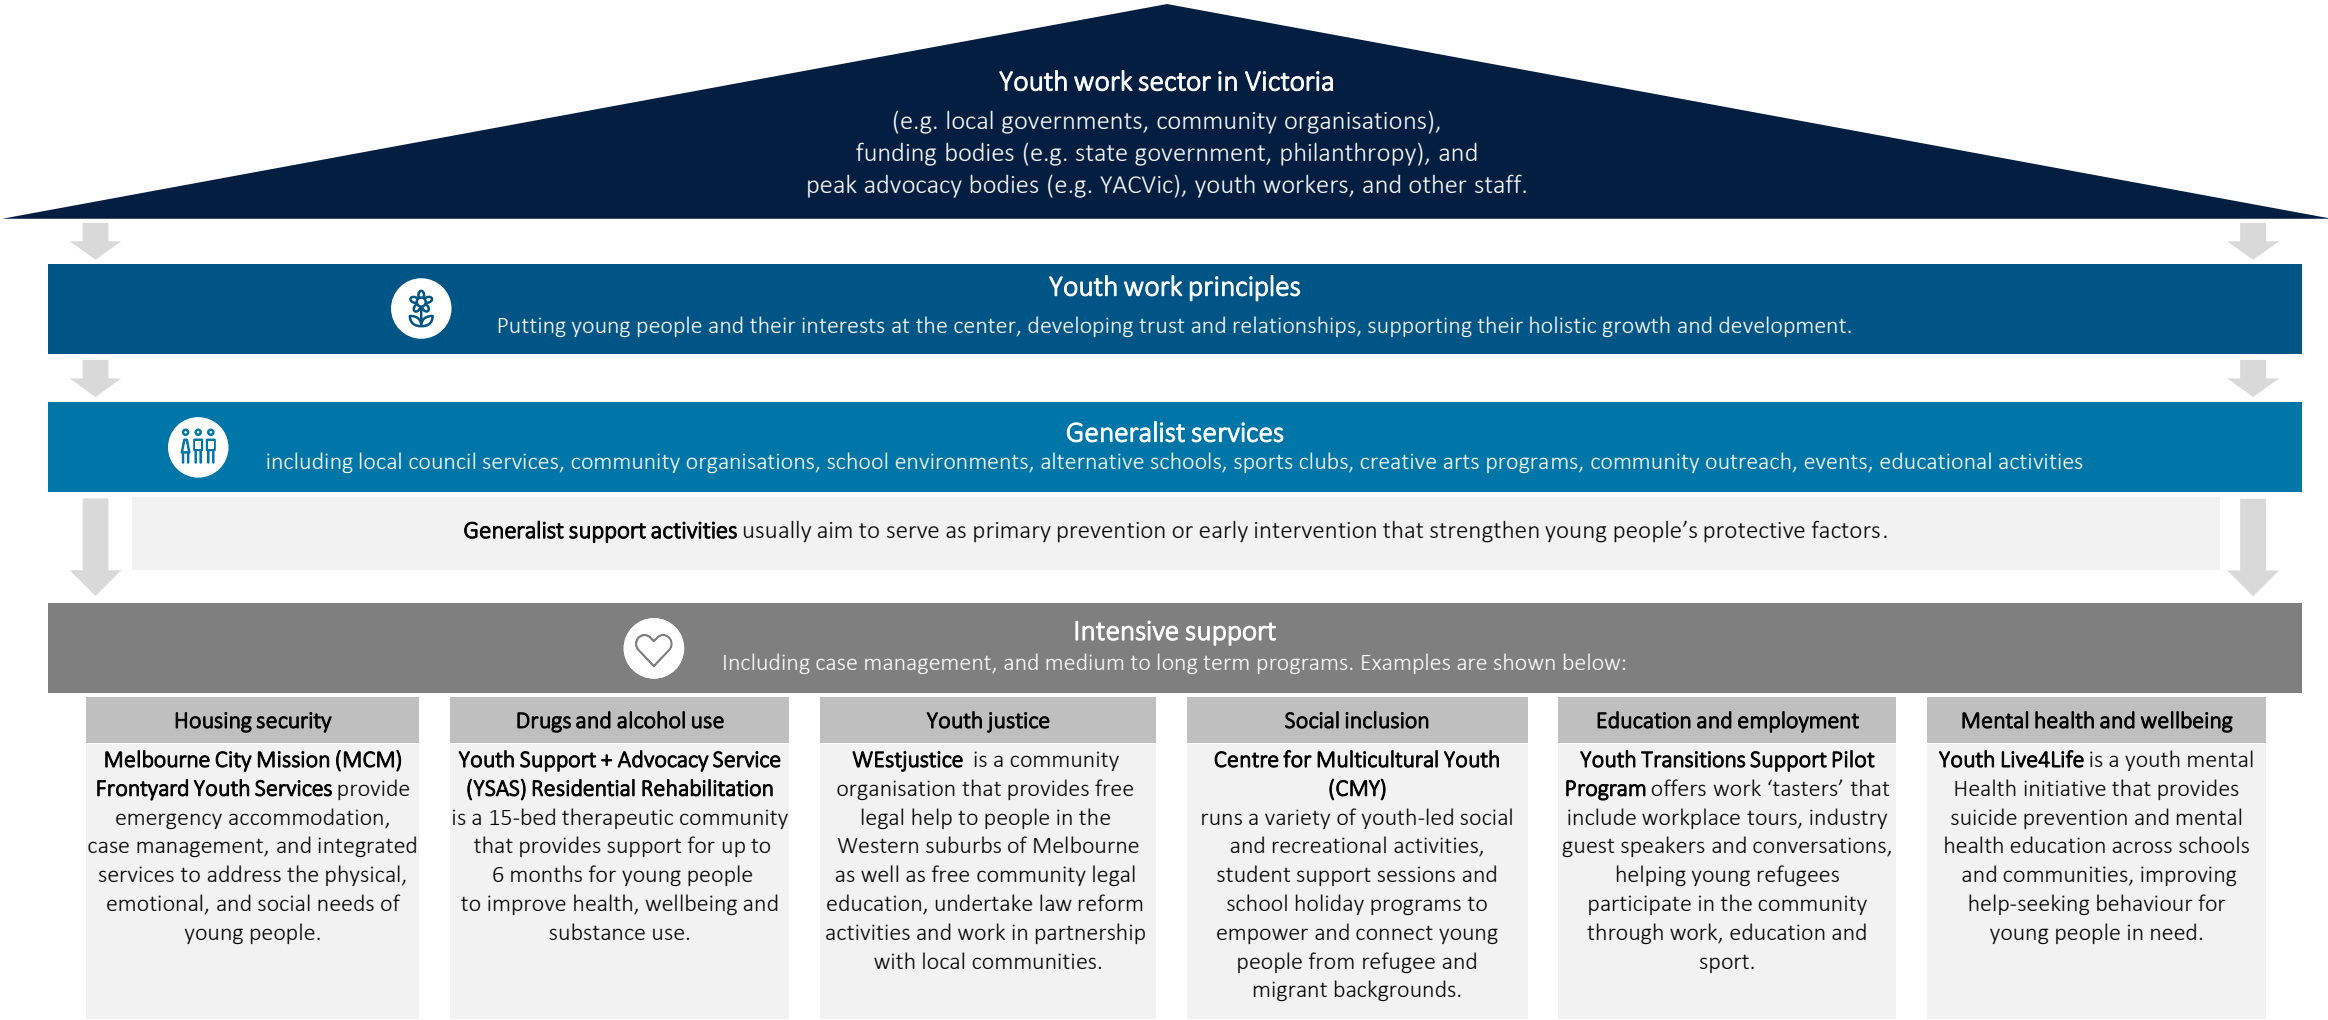 Youth work sector in Victoria
(e.g. local governments, community organisations),
funding bodies (e.g. state government, philanthropy), and
peak advocacy bodies (e.g. YACVic), youth workers, and other staff.
Youth work principles
Putting young people and their interests at the center, developing trust and relationships, supporting their holistic growth and development.
Generalist services
including local council services, community organisations, school environments, alternative schools, sports clubs, creative arts programs, community outreach, events, educational activities
Generalist support activities usually aim to serve as primary prevention or early intervention that strengthen young people’s protective factors.
Intensive support
Including case management, and medium to long term programs. Examples are shown below:
Housing security
Melbourne City Mission (MCM)
Frontyard Youth Services provide
emergency accommodation,
case management, and integrated
services to address the physical,
emotional, and social needs of
young people.
Drugs and alcohol use
Youth Support + Advocacy Service
(YSAS) Residential Rehabilitation
is a 15-bed therapeutic community
that provides support for up to
6 months for young people
to improve health, wellbeing and
substance use.
Youth justice
WEstjustice is a community
organisation that provides free
legal help to people in the
Western suburbs of Melbourne
as well as free community legal
education, undertake law reform
activities and work in partnership
with local communities.
Social inclusion
Centre for Multicultural Youth
(CMY)
runs a variety of youth-led social
and recreational activities,
student support sessions and
school holiday programs to
empower and connect young
people from refugee and
migrant backgrounds.
Education and employment
Youth Transitions Support Pilot
Program offers work ‘tasters’ that
include workplace tours, industry
guest speakers and conversations,
helping young refugees
participate in the community
through work, education and
sport.
Mental health and wellbeing
Youth Live4Life is a youth mental
Health initiative that provides
suicide prevention and mental
health education across schools
and communities, improving
help-seeking behaviour for
young people in need.